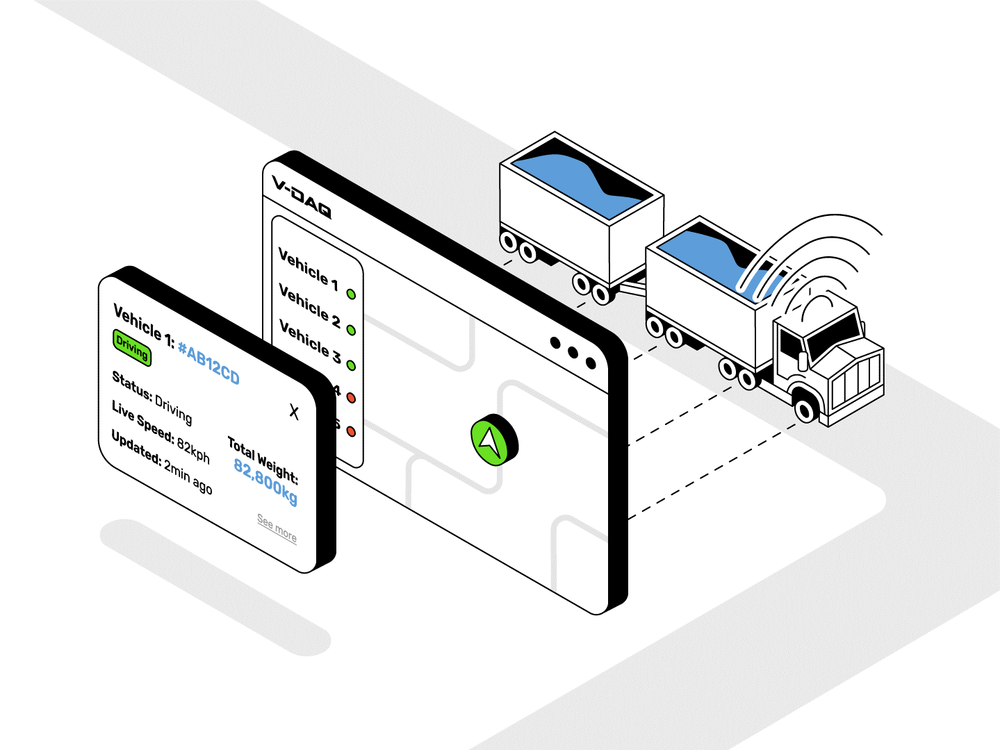 V-DAQ
Vehicle 1
Vehicle 2
Vehicle 3
4
Vehicle 1: #AB12CD
Driving
X
Status: Driving
Live Speed: 82kph
Updated: 2min ago
Total Weight:
82,800kg
See more